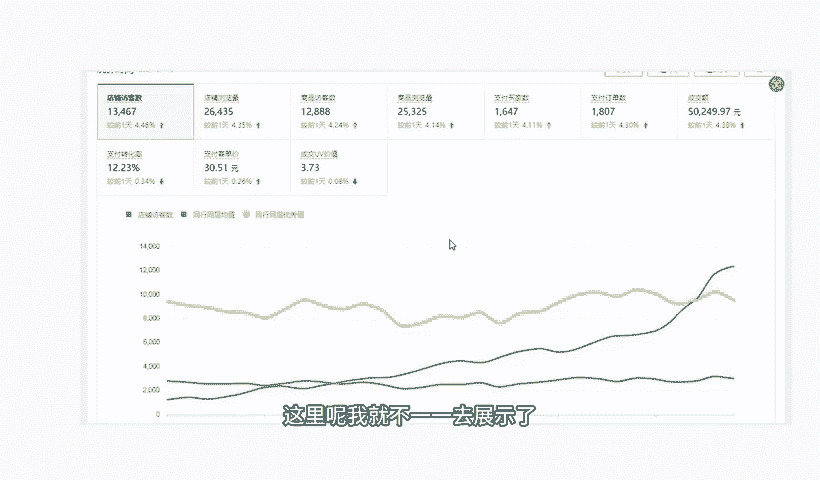 店铺访客数 店铺浏览量 商品访客数 商品浏览量 支付买家数 支付订单数 成交额
13,467 26,435 12,888 25,325 1,647 1,807 50,249.97 元
较前1天 4.46% 较前1天 4.35% 较前1天 4.24% 较前1天 4.14% 较前1天 4.11% 较前1天 4.30% 较前1天 4.38%
支付转化率 支付客单价 成交UV价值
12.23% 30.51 元 3.73
较前1天 0.34% 较前1天 0.26% 较前1天 0.08%
店铺访客数 同行同层均值 同行同层优秀值
14,000
12,000
10,000
8,000
6,000
4,000
2,000
0
这里呢我就不一一去展示了